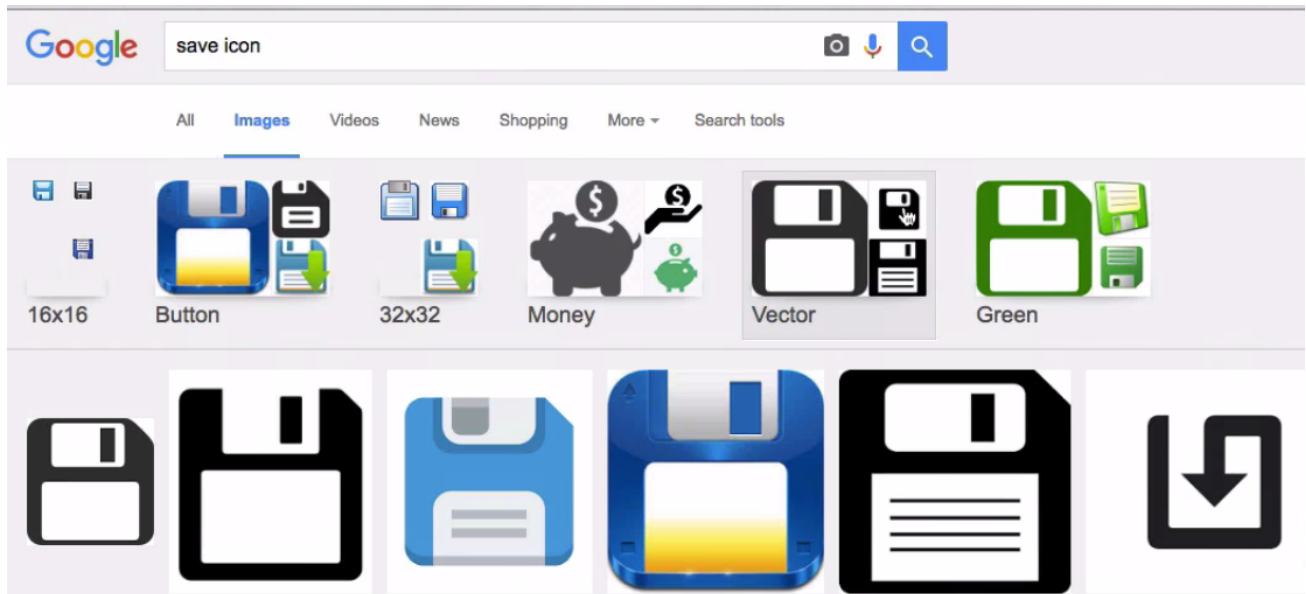 Google save icon
All Images Videos News Shopping More Search tools
$ $
$
16x16 Button 32x32 Money Vector Green